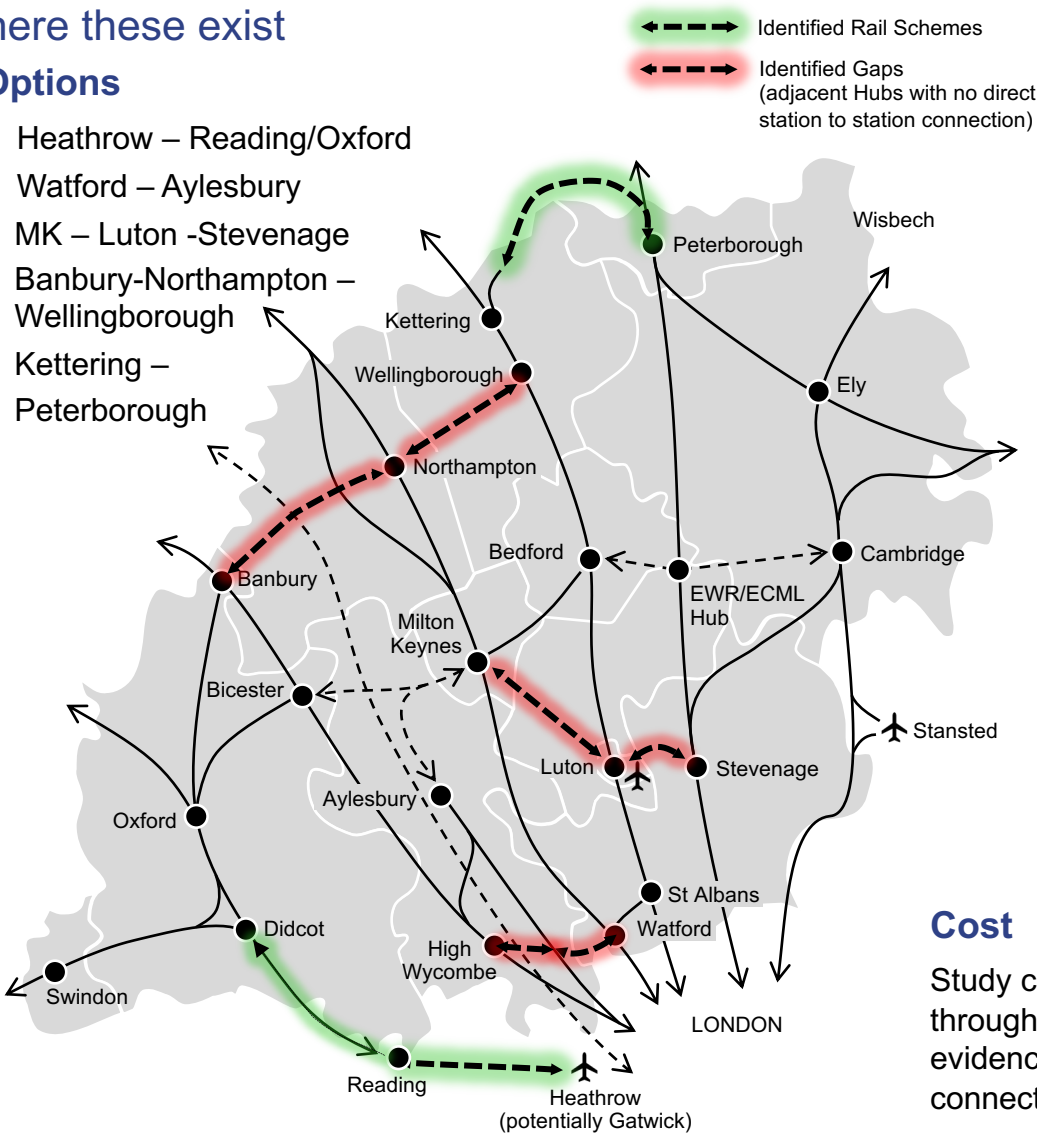 here these exist
Options
Heathrow – Reading/Oxford
Watford – Aylesbury
MK – Luton -Stevenage
Banbury-Northampton –
Wellingborough
Kettering –
Peterborough
Identified Rail Schemes
Identified Gaps
(adjacent Hubs with no direct
station to station connection)
Wisbech
Peterborough
Kettering
Wellingborough
Ely
Northampton
Bedford
Cambridge
Banbury
EWR/ECML
Hub
Milton
Keynes
Bicester
Stansted
Luton
Stevenage
Aylesbury
Oxford
St Albans
Didcot
Watford
High
Wycombe
Swindon
LONDON
Reading
Heathrow
(potentially Gatwick)
Cost
Study c
through
evidenc
connect